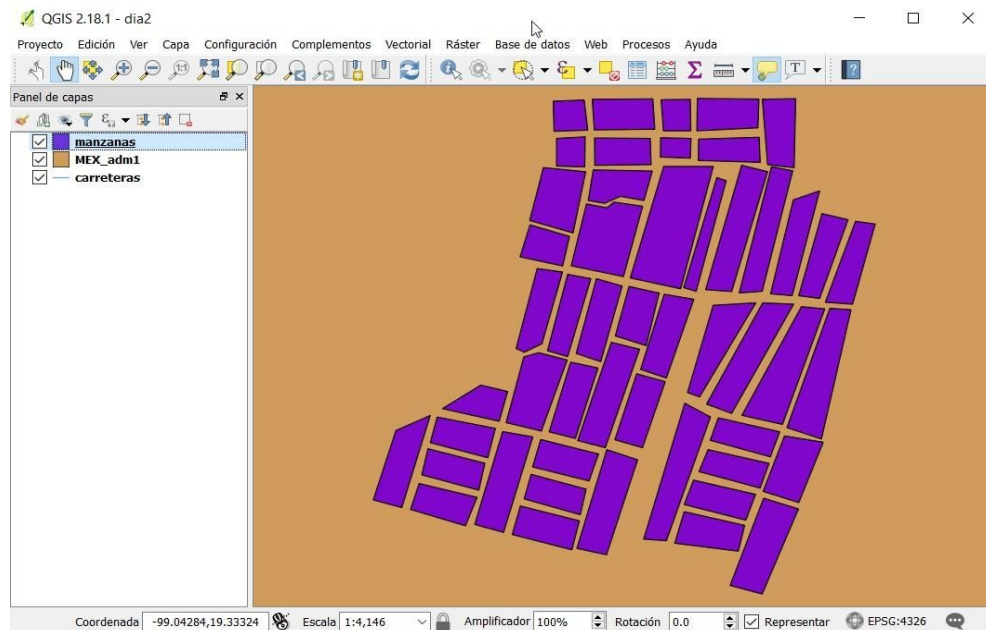 QGIS 2.18.1 - dia2
Proyecto Edición Ver Capa Configuración Complementos Vectorial Ráster Base de datos Web Procesos Ayuda
1:1 T ?
Panel de capas
manzanas
MEX_adm1
carreteras
Coordenada -99.04284,19.33324 Escala 1:4,146 Amplificador 100% Rotación 0.0 Representar EPSG:4326